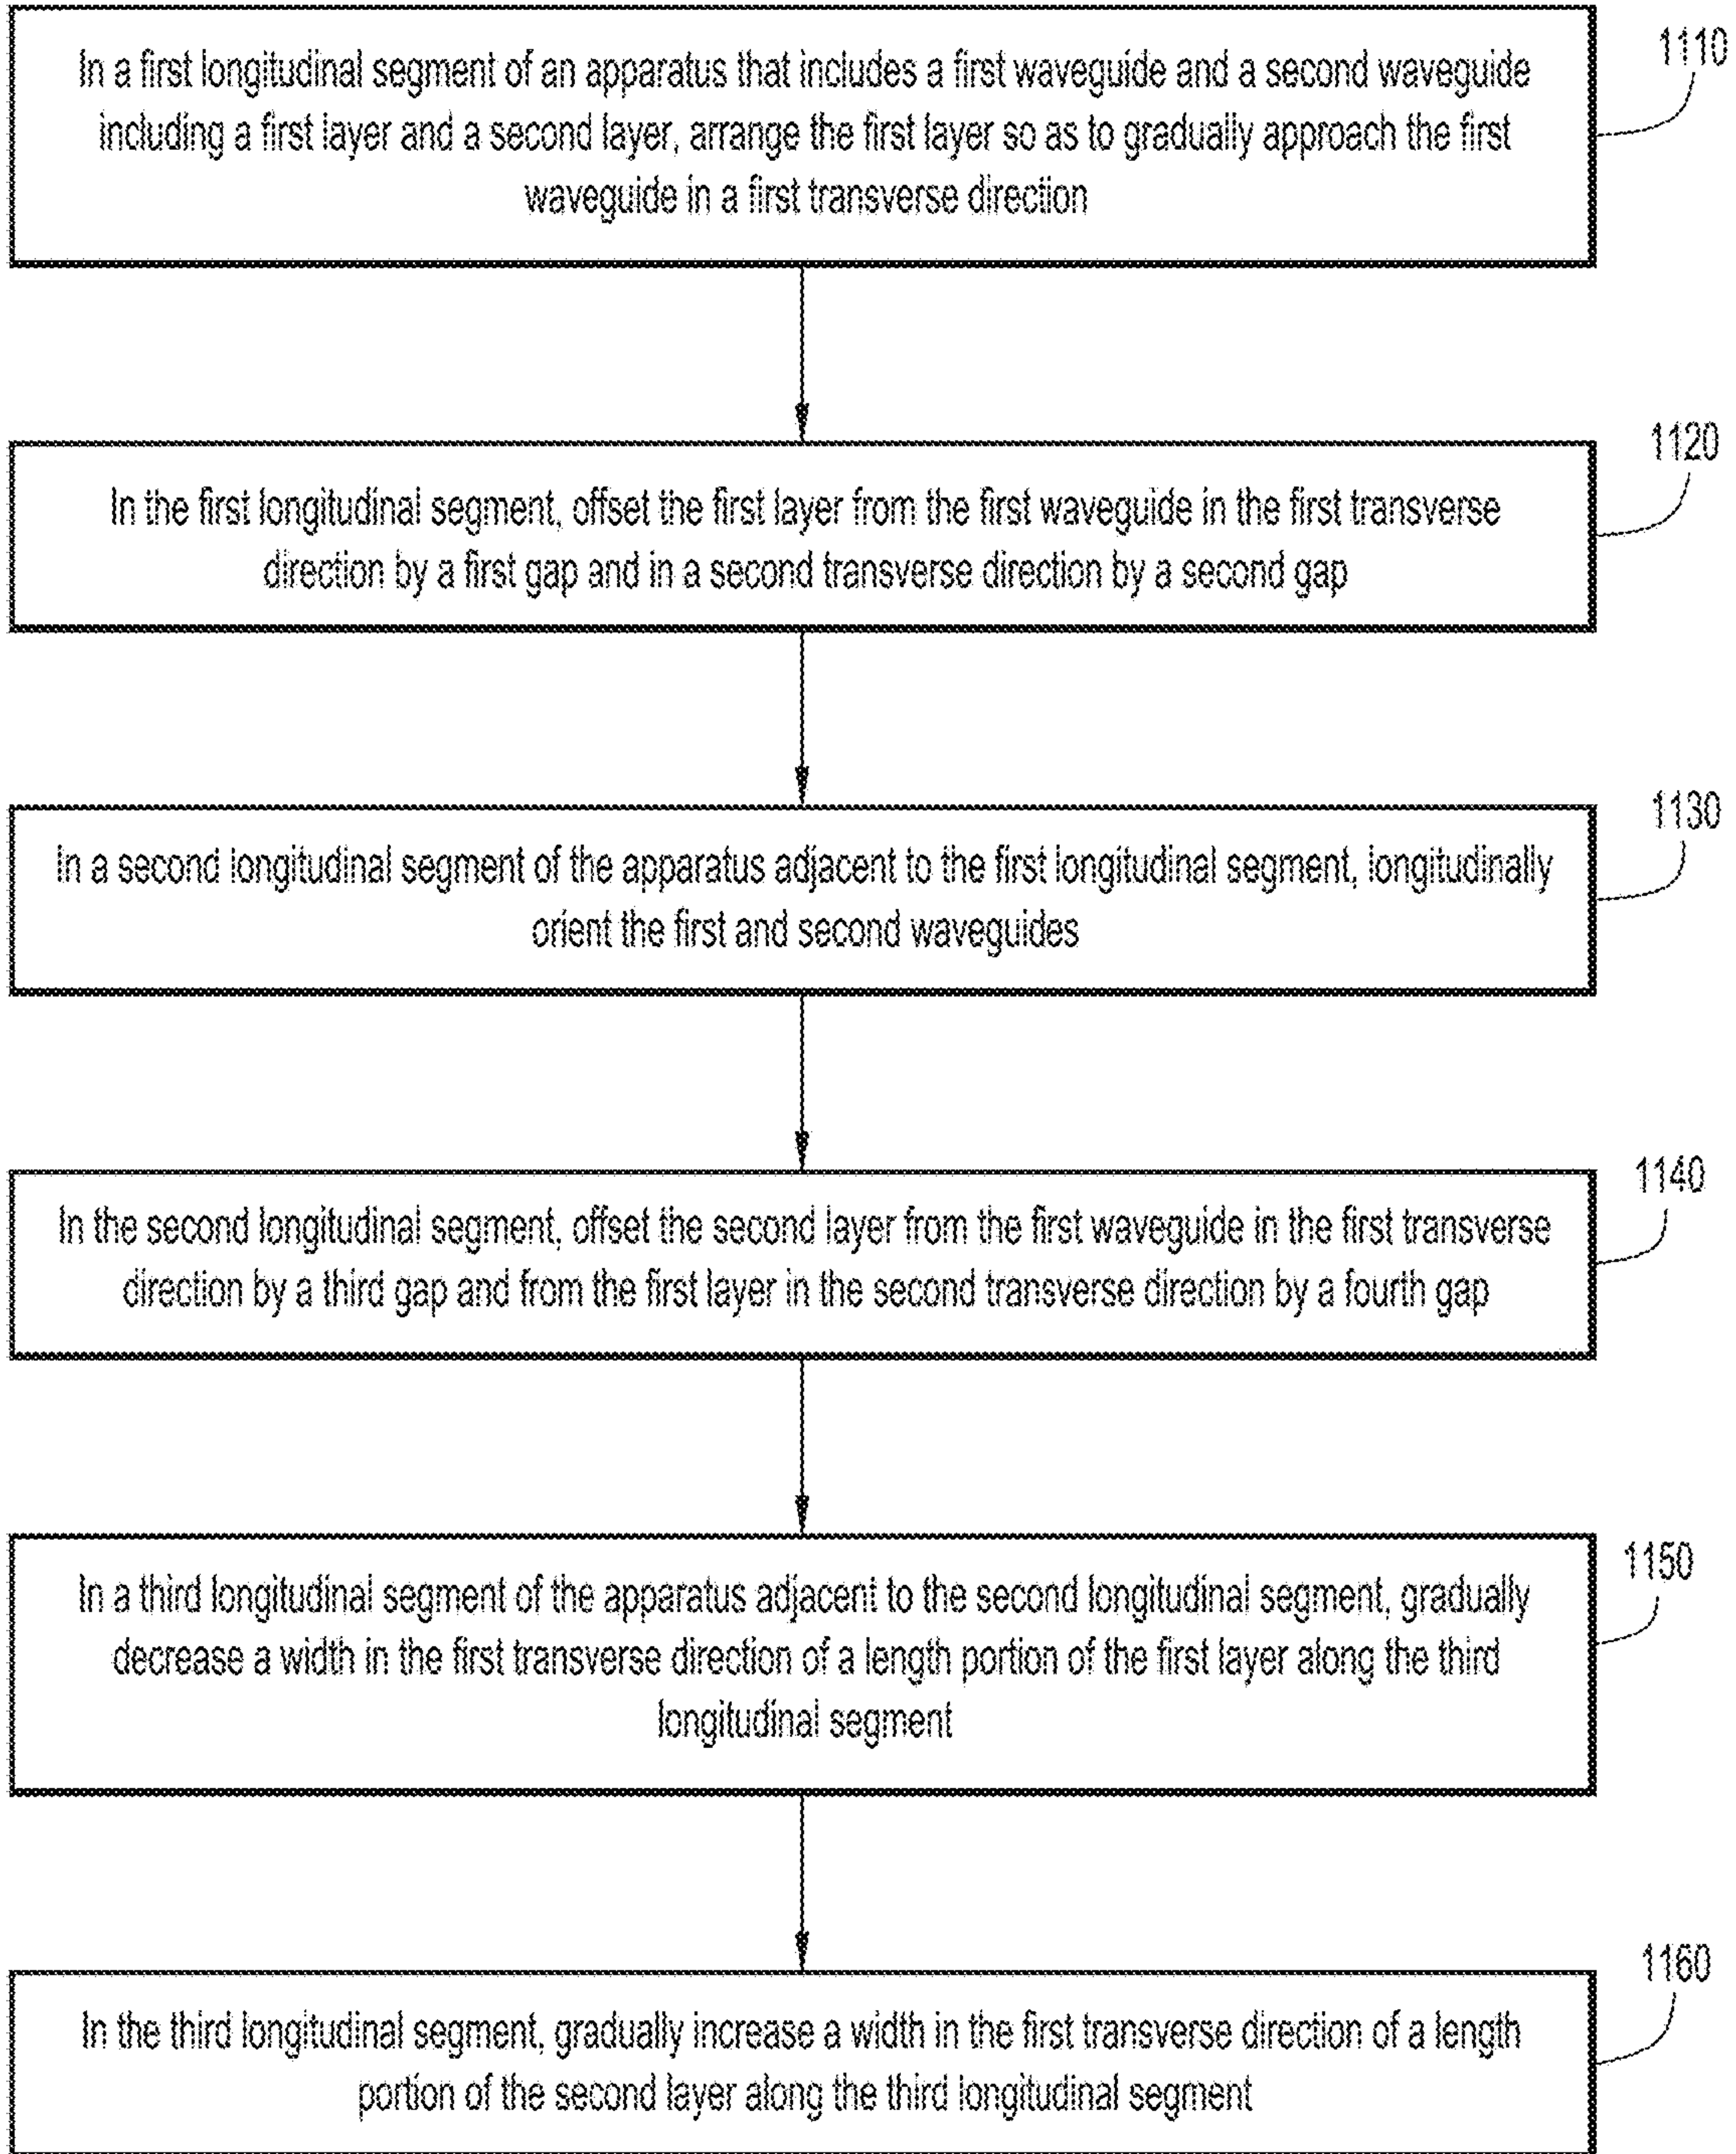 In a first longitudinal segment of an apparatus that includes a first waveguide and a second waveguide
including a first layer and a second layer, arrange the first layer so as to gradually approach the first
waveguide in a first transverse direction
1110
In the first longitudinal segment, offset the first layer from the first waveguide in the first transverse
direction by a first gap and in a second transverse direction by a second gap
1120
In a second longitudinal segment of the apparatus adjacent to the first longitudinal segment, longitudinally
orient the first and second waveguides
1130
In the second longitudinal segment, offset the second layer from the first waveguide in the first transverse
direction by a third gap and from the first layer in the second transverse direction by a fourth gap
1140
In a third longitudinal segment of the apparatus adjacent to the second longitudinal segment, gradually
decrease a width in the first transverse direction of a length portion of the first layer along the third
longitudinal segment
1150
In the third longitudinal segment, gradually increase a width in the first transverse direction of a length
portion of the second layer along the third longitudinal segment
1160